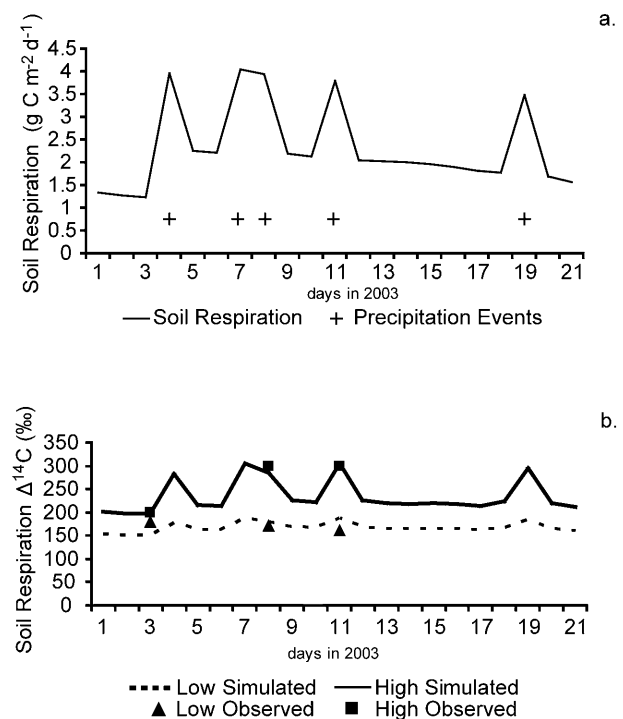 a.
Soil Respiration (g C m-2 d-1)
4.5
4
3.5
3
2.5
2
1.5
1
0.5
0
1 3 5 7 9 11 13 15 17 19 21
days in 2003
Soil Respiration + Precipitation Events
b.
Soil Respiration Δ14C (‰)
350
300
250
200
150
100
50
0
1 3 5 7 9 11 13 15 17 19 21
days in 2003
Low Simulated High Simulated
Low Observed High Observed